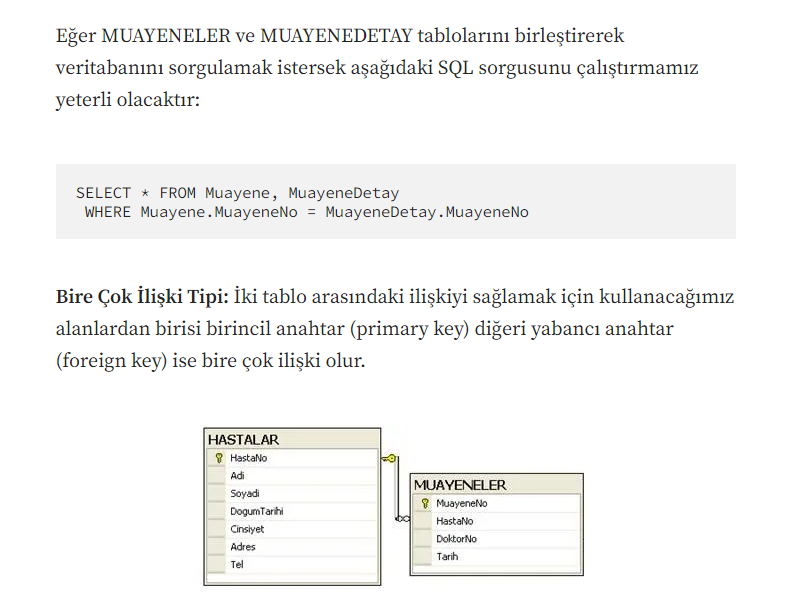 Eğer MUAYENELER ve MUAYENEDETAY tablolarını birleştirerek
veritabanını sorgulamak istersek aşağıdaki SQL sorgusunu çalıştırmamız
yeterli olacaktır:
SELECT * FROM Muayene, MuayeneDetay
WHERE Muayene.MuayeneNo = MuayeneDetay.MuayeneNo
Bire Çok İlişki Tipi: İki tablo arasındaki ilişkiyi sağlamak için kullanacağımız
alanlardan birisi birincil anahtar (primary key) diğeri yabancı anahtar
(foreign key) ise bire çok ilişki olur.
HASTALAR
HastaNo
Adi
Soyadi
DogumTarihi
Cinsiyet
Adres
Tel
MUAYENELER
MuayeneNo
HastaNo
DoktorNo
Tarih